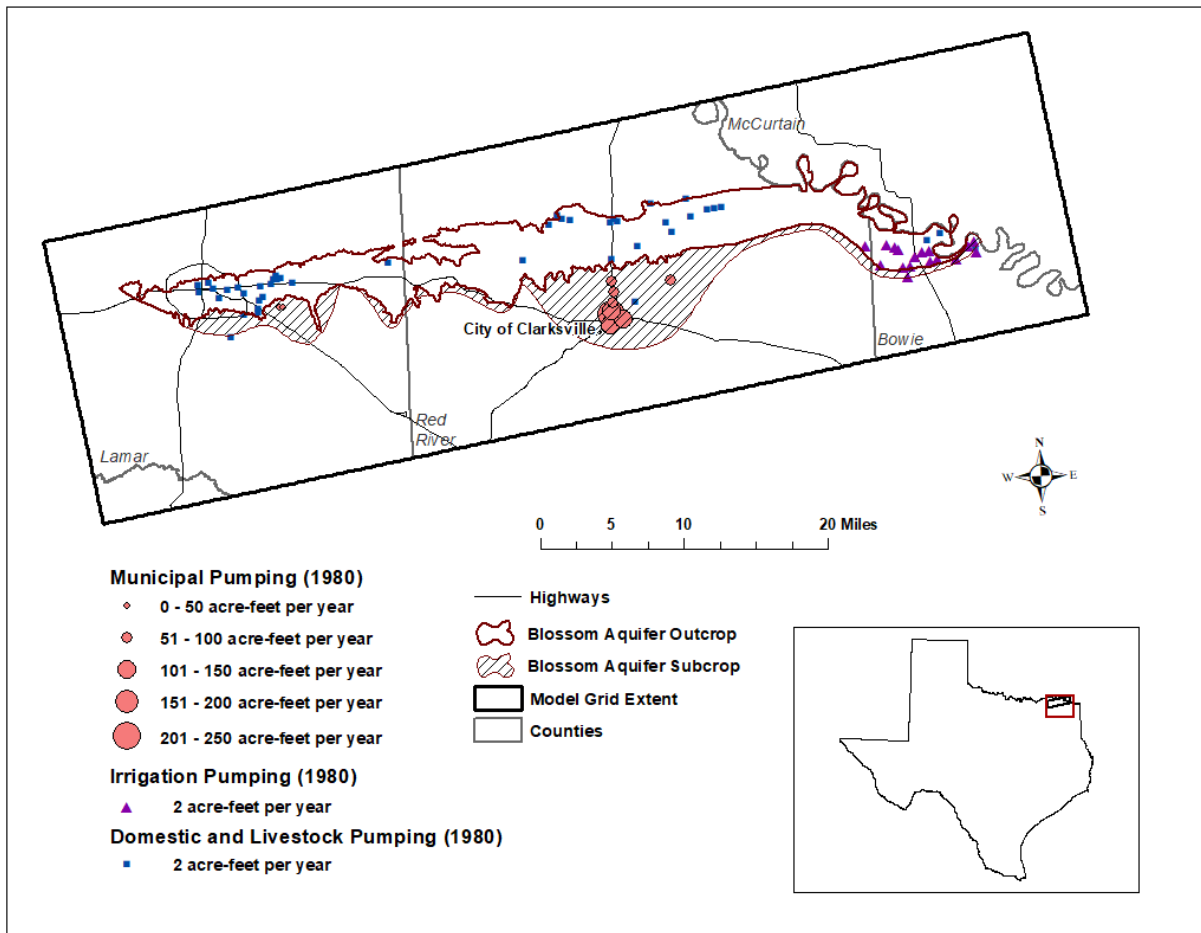 McCurtain
City of Clarksville
Bowie
Red
River
Lamar
N
W
E
S
0 5 10 20 Miles
Municipal Pumping (1980)
0 - 50 acre-feet per year
51 - 100 acre-feet per year
101 - 150 acre-feet per year
151 - 200 acre-feet per year
201 - 250 acre-feet per year
Irrigation Pumping (1980)
2 acre-feet per year
Domestic and Livestock Pumping (1980)
2 acre-feet per year
Highways
Blossom Aquifer Outcrop
Blossom Aquifer Subcrop
Model Grid Extent
Counties